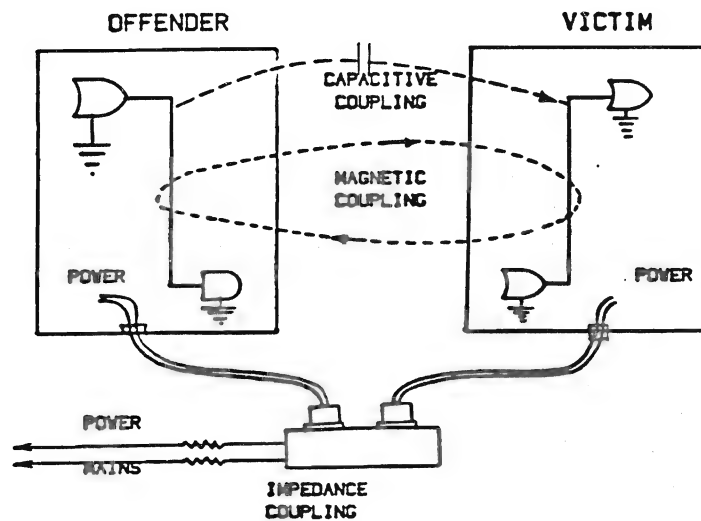 OFFENDER
VICTIM
CAPACITIVE
COUPLING
MAGNETIC
COUPLING
POWER
POWER
POWER
MAINS
IMPEDANCE
COUPLING